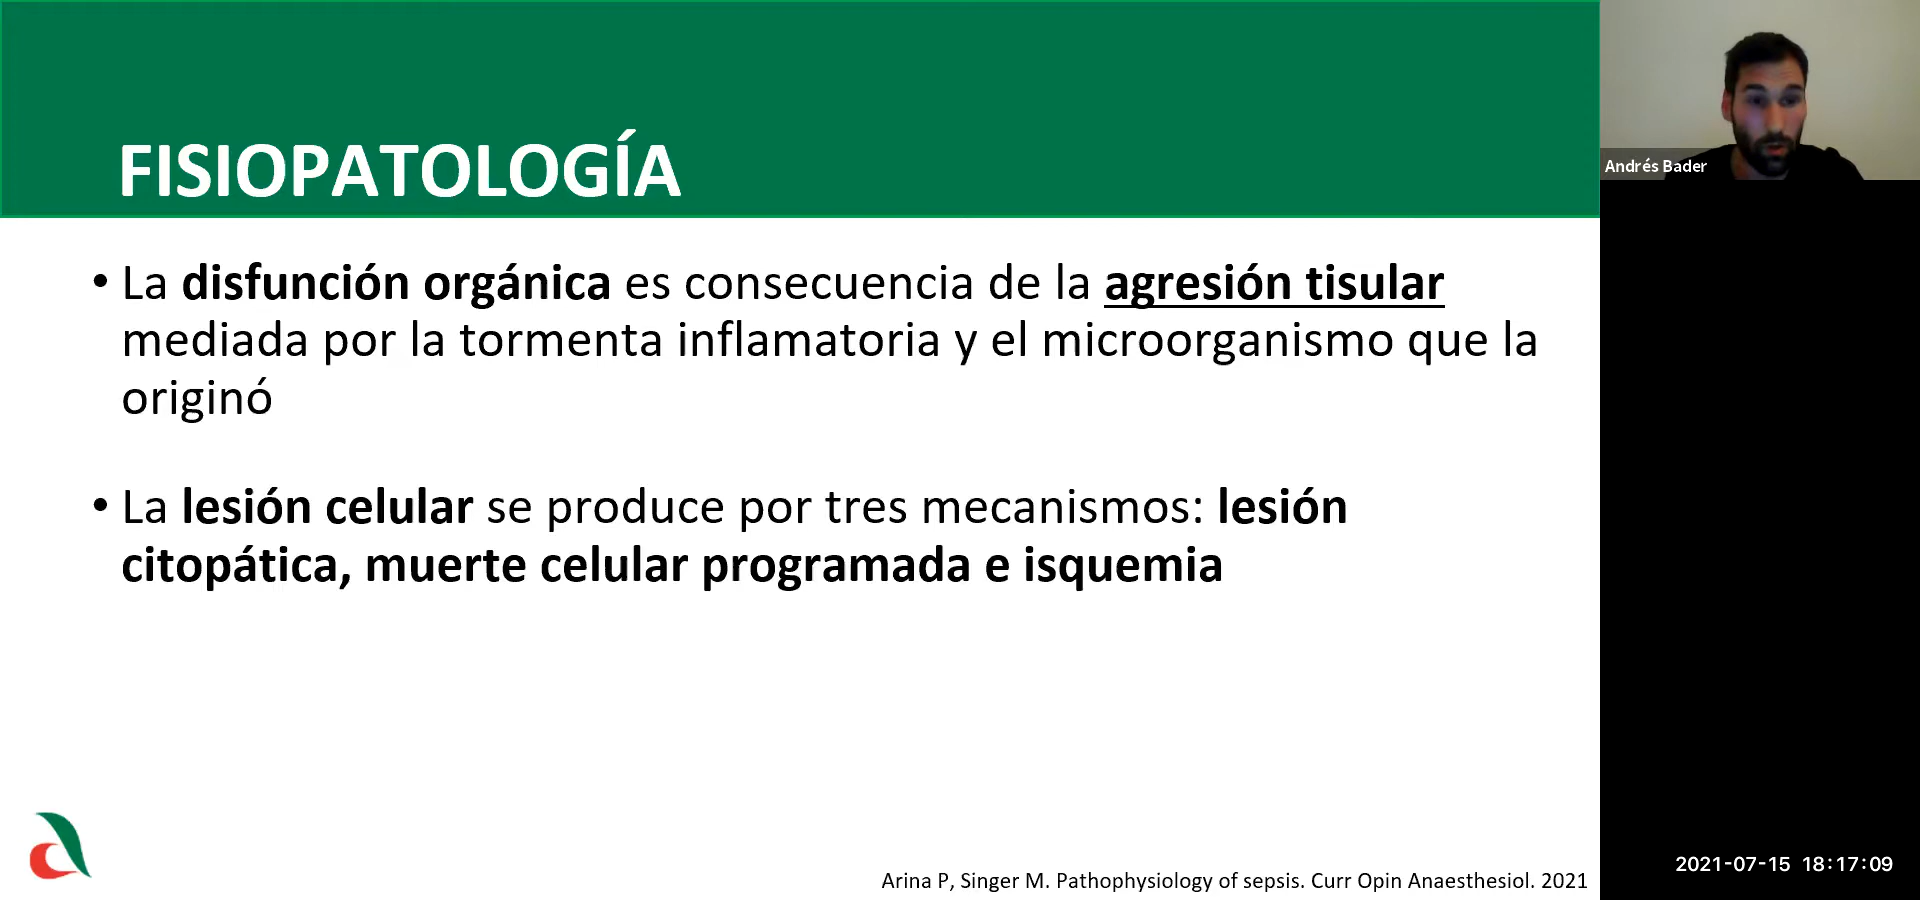 FISIOPATOLOGÍA
Andrés Bader
• La disfunción orgánica es consecuencia de la agresión tisular
mediada por la tormenta inflamatoria y el microorganismo que la
originó
• La lesión celular se produce por tres mecanismos: lesión
citopática, muerte celular programada e isquemia
Arina P, Singer M. Pathophysiology of sepsis. Curr Opin Anaesthesiol. 2021
2021-07-15 18:17:09